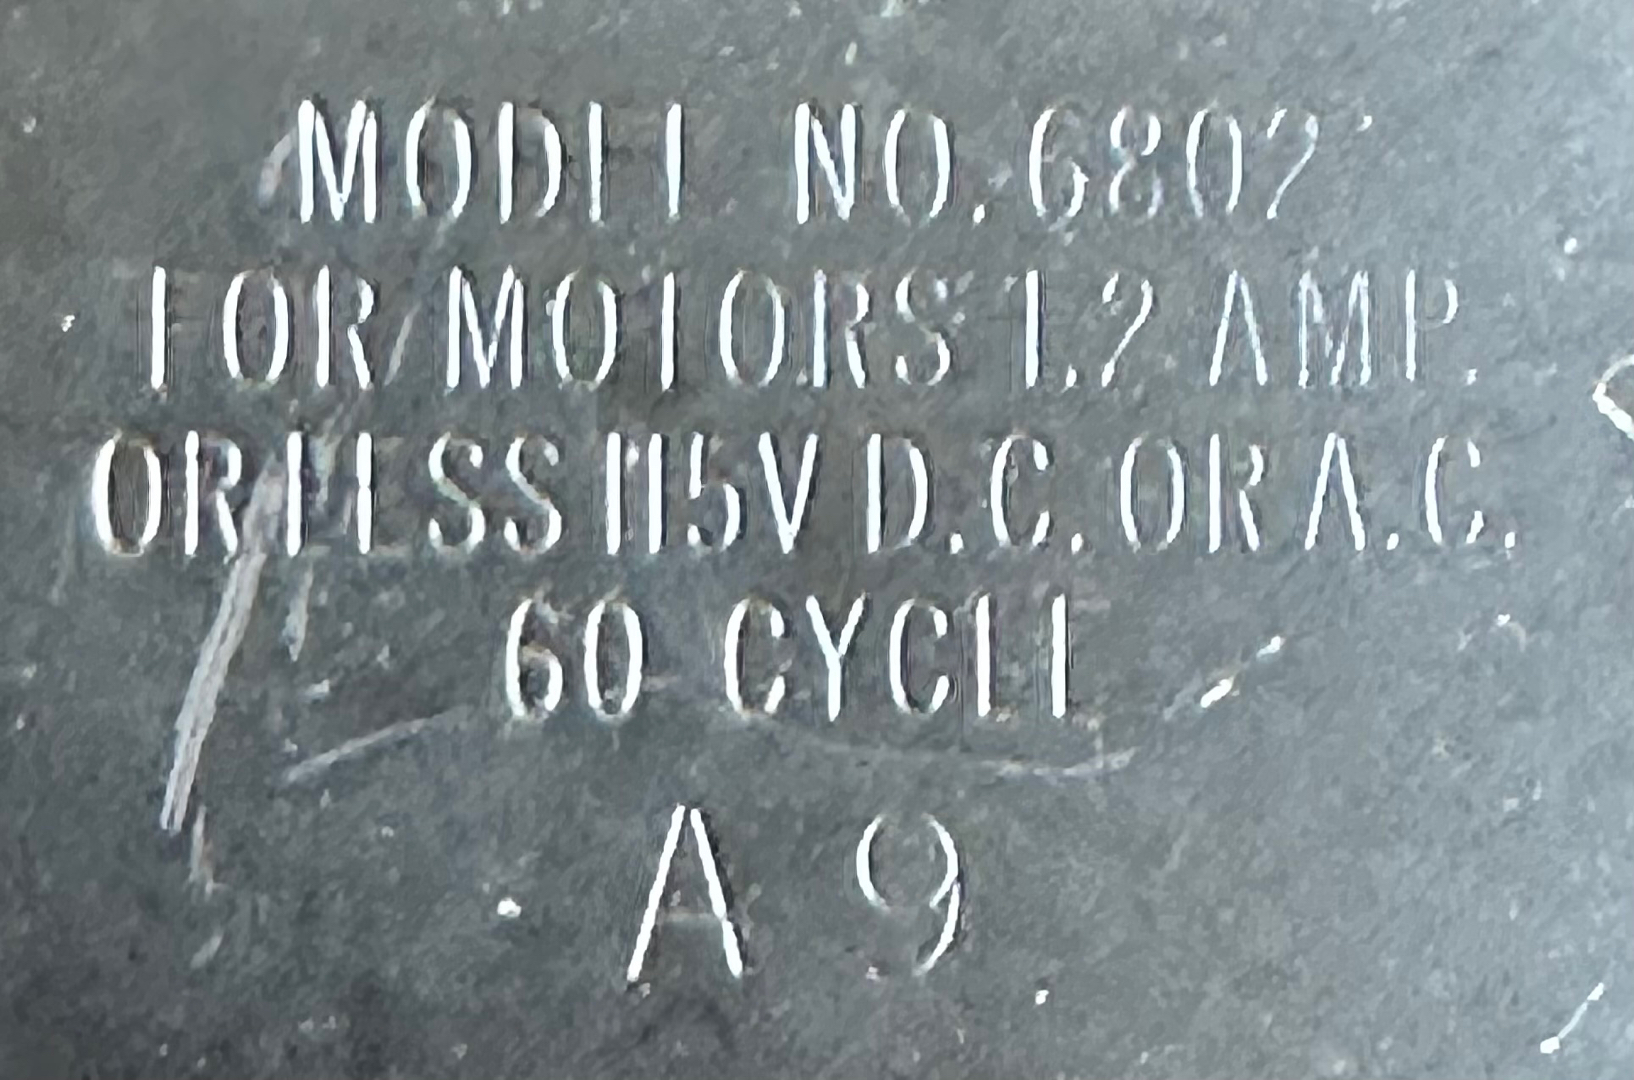 MODEL NO. 6802
FOR MOTORS 1.2 AMP.
OR LESS 115V D.C. OR A.C.
60 CYCLE
A 9